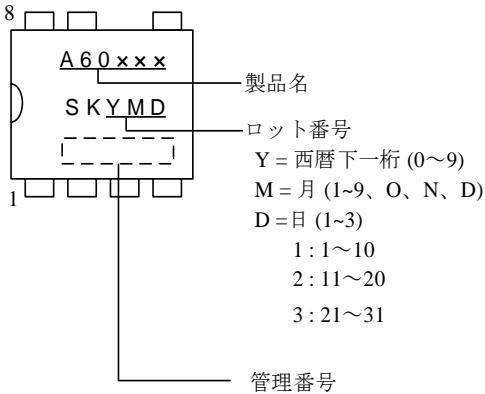 8
A60×××
製品名
SKYMD
ロット番号
Y = 西暦下一桁 (0～9)
M = 月 (1~9、O、N、D)
1
D =日 (1~3)
1 : 1～10
2 : 11～20
3 : 21～31
管理番号